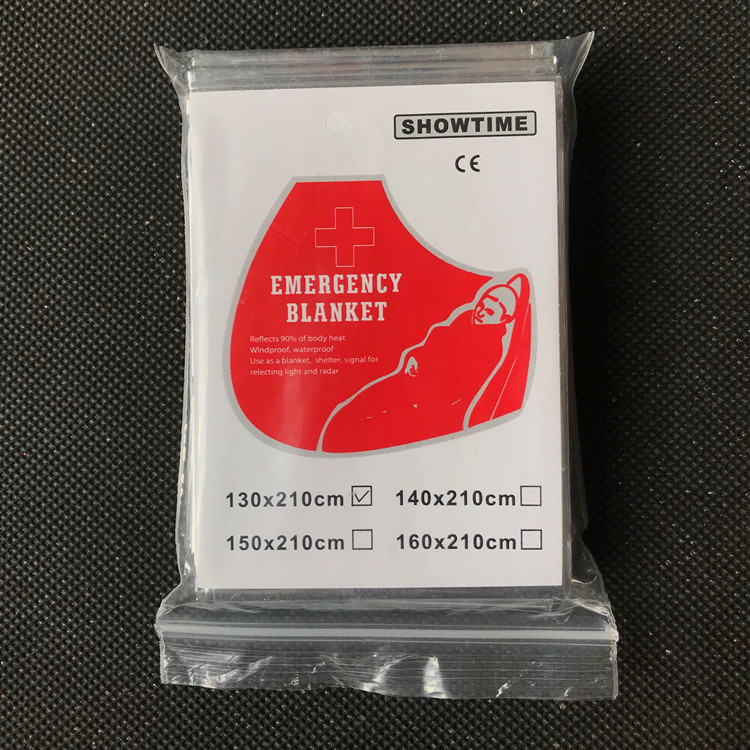 SHOWTIME
CE
EMERGENCY
BLANKET
Reflects 90% of body heat
Windproof, waterproof
Use as a blanket, shelter, signal for
relecting light and radar
130x210cm ☑ 140x210cm ☐
150x210cm ☐ 160x210cm ☐